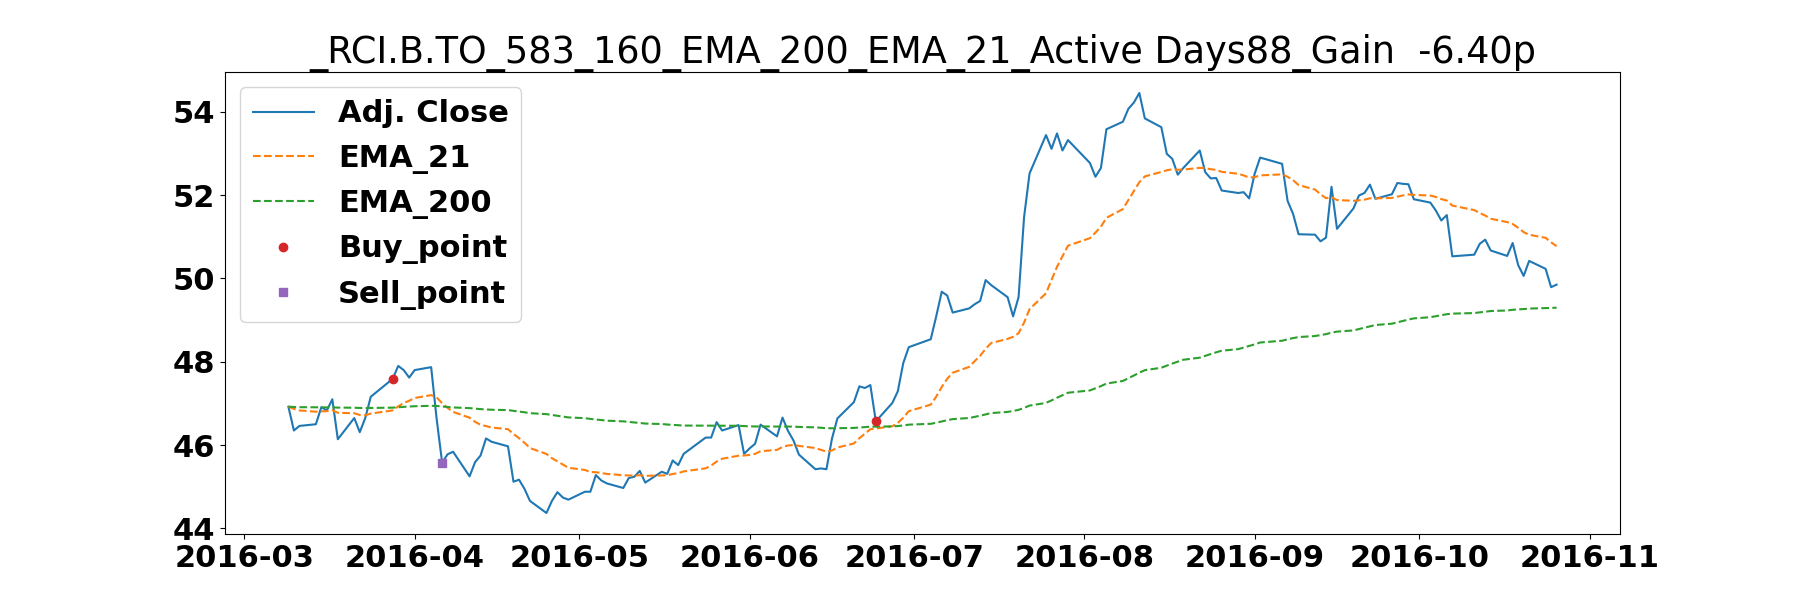 _RCI.B.TO_583_160_EMA_200_EMA_21_Active Days88_Gain  -6.40p
Adj. Close
EMA_21
EMA_200
Buy_point
Sell_point
54
52
50
48
46
44
2016-03 2016-04 2016-05 2016-06 2016-07 2016-08 2016-09 2016-10 2016-11